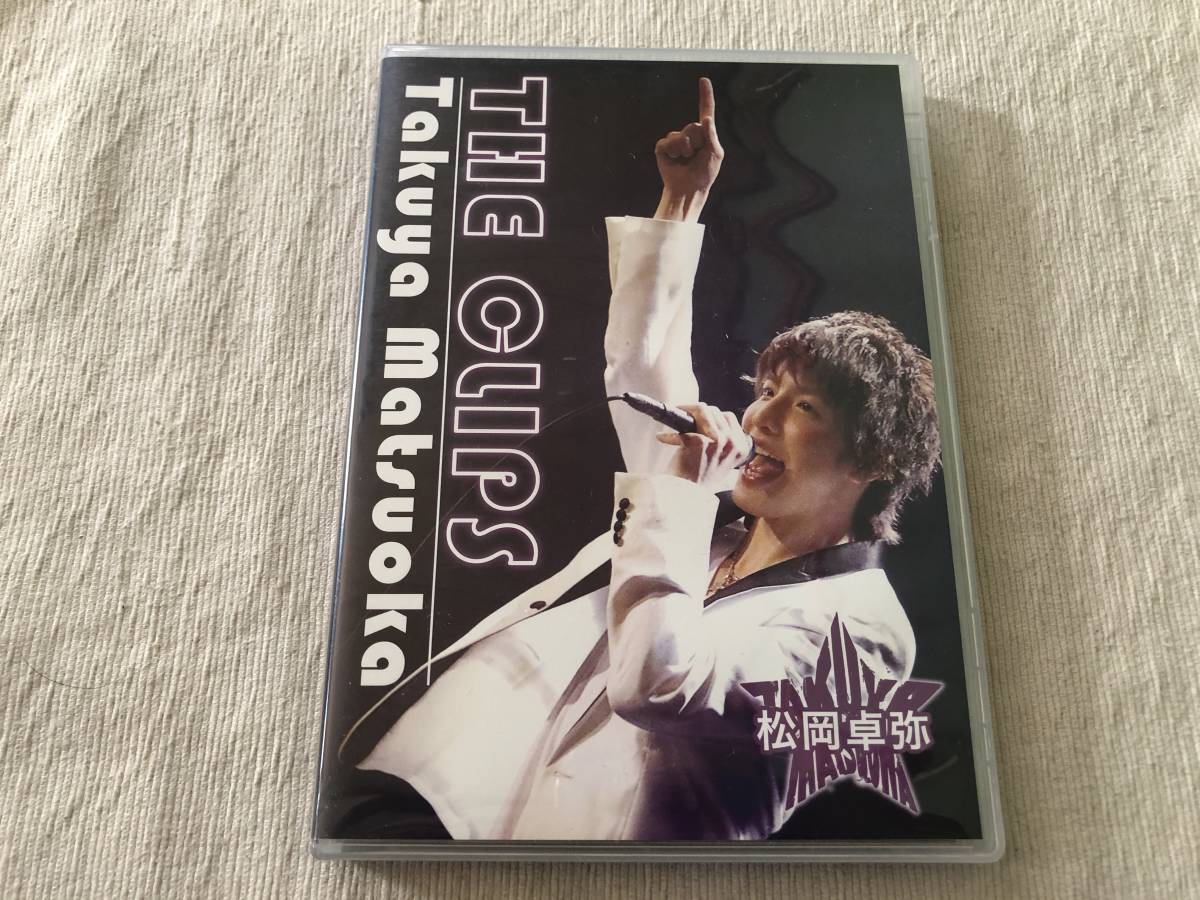 THE CLIPS
Takuya Matsuoka
TAKUYA
松岡卓弥
MATSUOKA